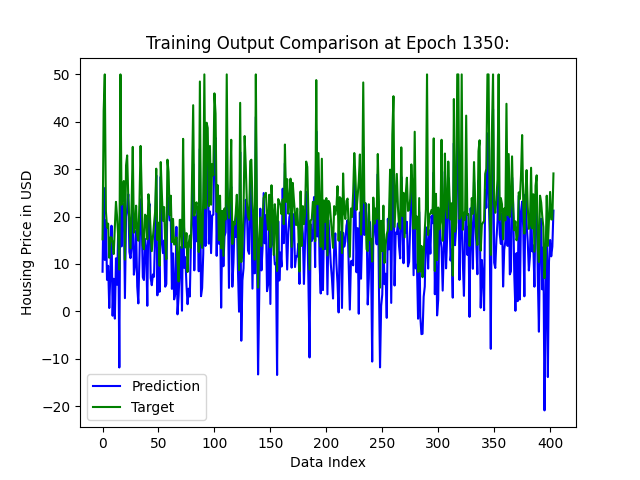 Training Output Comparison at Epoch 1350:
50
40
30
20
10
0
−10
−20
Housing Price in USD
Prediction
Target
0 50 100 150 200 250 300 350 400
Data Index